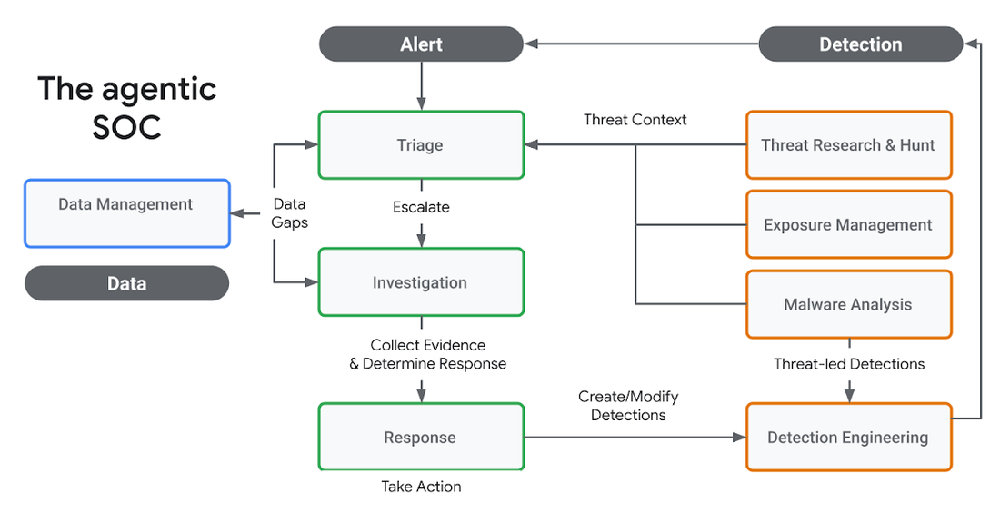 The agentic
SOC
Data Management
Data
Alert
Triage
Escalate
Data
Gaps
Investigation
Collect Evidence
& Determine Response
Response
Take Action
Threat Context
Create/Modify
Detections
Detection
Threat Research & Hunt
Exposure Management
Malware Analysis
Threat-led Detections
Detection Engineering